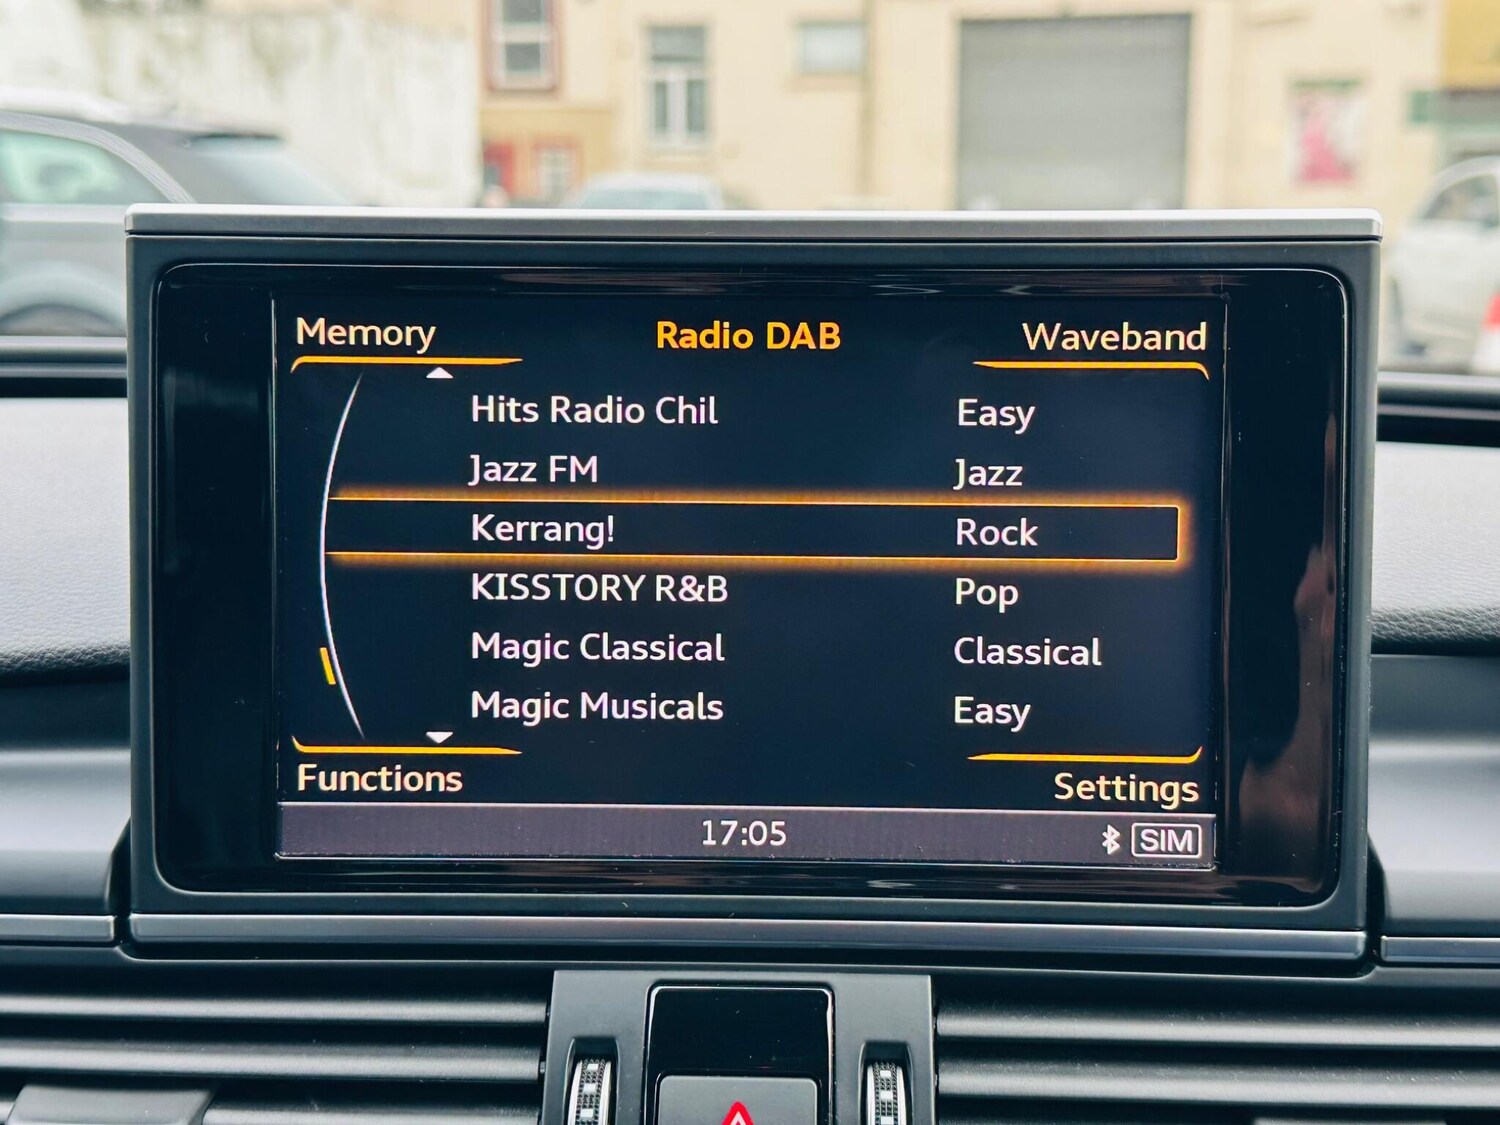 Memory Radio DAB Waveband
Hits Radio Chil Easy
Jazz FM Jazz
Kerrang! Rock
KISSTORY R&B Pop
Magic Classical Classical
Magic Musicals Easy
Functions Settings
17:05 SIM